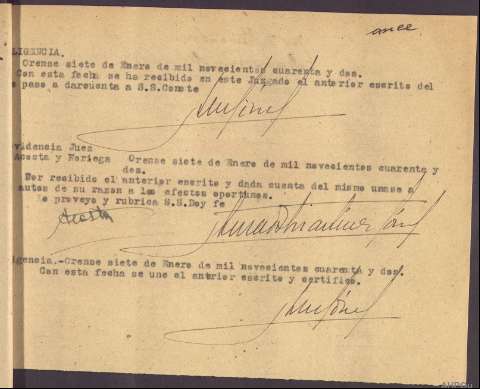 once
LIGENCIA.
Orense siete de Enero de mil novecientos cuarenta y dos.
Con esta fecha se ha recibido en este Juzgado el anterior escrito del
paso a darcuenta a S.S.Conste
videncia Juez
Acosta y Noriega Orense siete de Enero de mil novecientos cuarenta y
dos.
Por recibido el anterior escrito y dada cuenta del mismo unase a
autos de su razon a los efectos oportunos.
lo proveyo y rubrica S.S.Doy fe
Acosta
igencia.-Orense siete de Enero de mil novecientos cuarenta y dos.
Con esta fecha se une el anterior escrito y certifico.